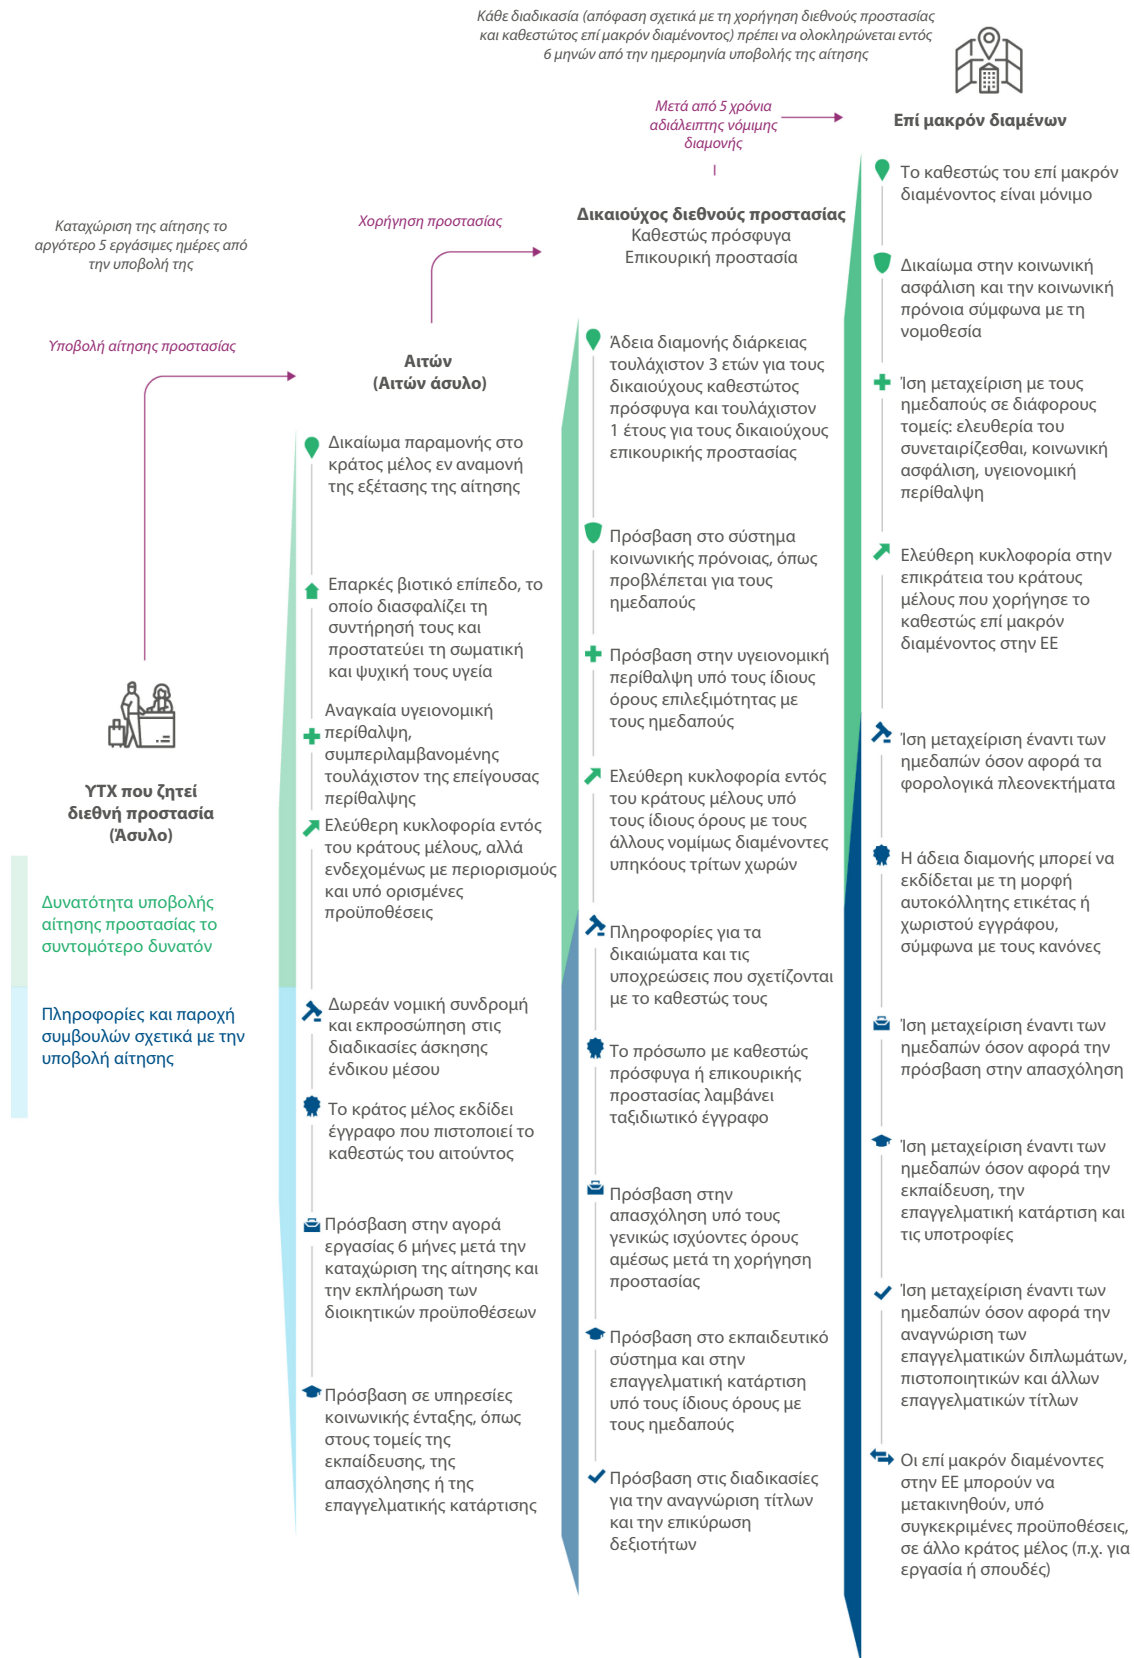 Κάθε διαδικασία (απόφαση σχετικά με τη χορήγηση διεθνούς προστασίας
και καθεστώτος επί μακρόν διαμένοντος) πρέπει να ολοκληρώνεται εντός
6 μηνών από την ημερομηνία υποβολής της αίτησης
Καταχώριση της αίτησης το
αργότερο 5 εργάσιμες ημέρες από
την υποβολή της
Υποβολή αίτησης προστασίας
ΥΤΧ που ζητεί
διεθνή προστασία
(Άσυλο)
Δυνατότητα υποβολής
αίτησης προστασίας το
συντομότερο δυνατόν
Πληροφορίες και παροχή
συμβουλών σχετικά με την
υποβολή αίτησης
Χορήγηση προστασίας
Αιτών
(Αιτών άσυλο)
Δικαίωμα παραμονής στο
κράτος μέλος εν αναμονή
της εξέτασης της αίτησης
Επαρκές βιοτικό επίπεδο, το
οποίο διασφαλίζει τη
συντήρησή τους και
προστατεύει τη σωματική
και ψυχική τους υγεία
Αναγκαία υγειονομική
περίθαλψη,
συμπεριλαμβανομένης
τουλάχιστον της επείγουσας
περίθαλψης
Ελεύθερη κυκλοφορία εντός
του κράτους μέλους, αλλά
ενδεχομένως με περιορισμούς
και υπό ορισμένες
προϋποθέσεις
Δωρεάν νομική συνδρομή
και εκπροσώπηση στις
διαδικασίες άσκησης
ένδικου μέσου
Το κράτος μέλος εκδίδει
έγγραφο που πιστοποιεί το
καθεστώς του αιτούντος
Πρόσβαση στην αγορά
εργασίας 6 μήνες μετά την
καταχώριση της αίτησης και
την εκπλήρωση των
διοικητικών προϋποθέσεων
Πρόσβαση σε υπηρεσίες
κοινωνικής ένταξης, όπως
στους τομείς της
εκπαίδευσης, της
απασχόλησης ή της
επαγγελματικής κατάρτισης
Μετά από 5 χρόνια
αδιάλειπτης νόμιμης
διαμονής
Δικαιούχος διεθνούς προστασίας
Καθεστώς πρόσφυγα
Επικουρική προστασία
Άδεια διαμονής διάρκειας
τουλάχιστον 3 ετών για τους
δικαιούχους καθεστώτος
πρόσφυγα και τουλάχιστον
1 έτους για τους δικαιούχους
επικουρικής προστασίας
Πρόσβαση στο σύστημα
κοινωνικής πρόνοιας, όπως
προβλέπεται για τους
ημεδαπούς
Πρόσβαση στην υγειονομική
περίθαλψη υπό τους ίδιους
όρους επιλεξιμότητας με
τους ημεδαπούς
Ελεύθερη κυκλοφορία εντός
του κράτους μέλους υπό
τους ίδιους όρους με τους
άλλους νομίμως διαμένοντες
υπηκόους τρίτων χωρών
Πληροφορίες για τα
δικαιώματα και τις
υποχρεώσεις που σχετίζονται
με το καθεστώς τους
Το πρόσωπο με καθεστώς
πρόσφυγα ή επικουρικής
προστασίας λαμβάνει
ταξιδιωτικό έγγραφο
Πρόσβαση στην
απασχόληση υπό τους
γενικώς ισχύοντες όρους
αμέσως μετά τη χορήγηση
προστασίας
Πρόσβαση στο εκπαιδευτικό
σύστημα και στην
επαγγελματική κατάρτιση
υπό τους ίδιους όρους με
τους ημεδαπούς
Πρόσβαση στις διαδικασίες
για την αναγνώριση τίτλων
και την επικύρωση
δεξιοτήτων
Επί μακρόν διαμένων
Το καθεστώς του επί μακρόν
διαμένοντος είναι μόνιμο
Δικαίωμα στην κοινωνική
ασφάλιση και την κοινωνική
πρόνοια σύμφωνα με τη
νομοθεσία
Ίση μεταχείριση με τους
ημεδαπούς σε διάφορους
τομείς: ελευθερία του
συνεταιρίζεσθαι, κοινωνική
ασφάλιση, υγειονομική
περίθαλψη
Ελεύθερη κυκλοφορία στην
επικράτεια του κράτους
μέλους που χορήγησε το
καθεστώς επί μακρόν
διαμένοντος στην ΕΕ
Ίση μεταχείριση έναντι των
ημεδαπών όσον αφορά τα
φορολογικά πλεονεκτήματα
Η άδεια διαμονής μπορεί να
εκδίδεται με τη μορφή
αυτοκόλλητης ετικέτας ή
χωριστού εγγράφου,
σύμφωνα με τους κανόνες
Ίση μεταχείριση έναντι των
ημεδαπών όσον αφορά την
πρόσβαση στην απασχόληση
Ίση μεταχείριση έναντι των
ημεδαπών όσον αφορά την
εκπαίδευση, την
επαγγελματική κατάρτιση και
τις υποτροφίες
Ίση μεταχείριση έναντι των
ημεδαπών όσον αφορά την
αναγνώριση των
επαγγελματικών διπλωμάτων,
πιστοποιητικών και άλλων
επαγγελματικών τίτλων
Οι επί μακρόν διαμένοντες
στην ΕΕ μπορούν να
μετακινηθούν, υπό
συγκεκριμένες προϋποθέσεις,
σε άλλο κράτος μέλος (π.χ. για
εργασία ή σπουδές)